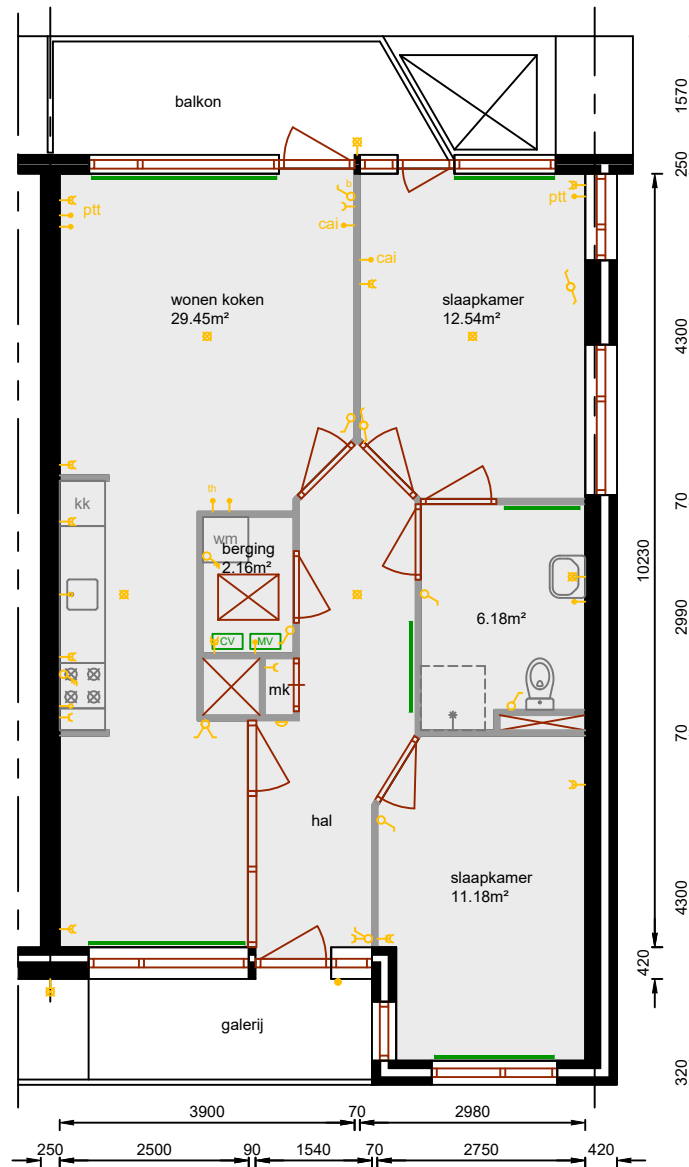 balkon
1570
250
b
ptt
ptt
cai
cai
wonen koken
29.45m²
slaapkamer
12.54m²
4300
kk
th
wm
berging
2.16m²
70
10230
2990
6.18m²
CV
MV
mk
70
hal
slaapkamer
11.18m²
4300
420
galerij
320
3900
70
2980
250
2500
90
1540
70
2750
420